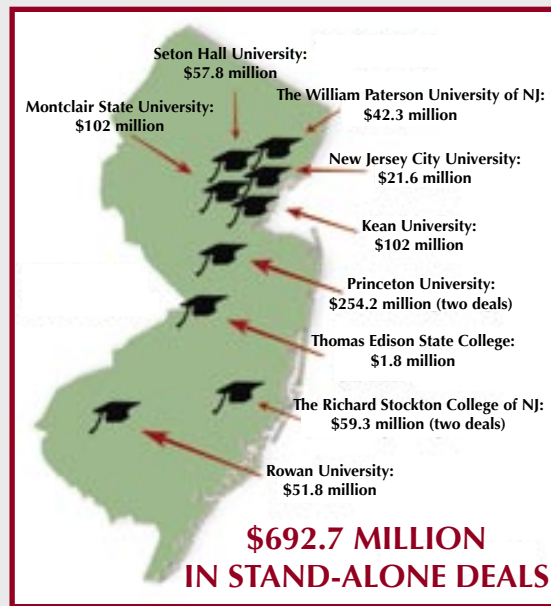 Seton Hall University:
$57.8 million
Montclair State University:
$102 million
The William Paterson University of NJ:
$42.3 million
New Jersey City University:
$21.6 million
Kean University:
$102 million
Princeton University:
$254.2 million (two deals)
Thomas Edison State College:
$1.8 million
The Richard Stockton College of NJ:
$59.3 million (two deals)
Rowan University:
$51.8 million
$692.7 MILLION
IN STAND-ALONE DEALS